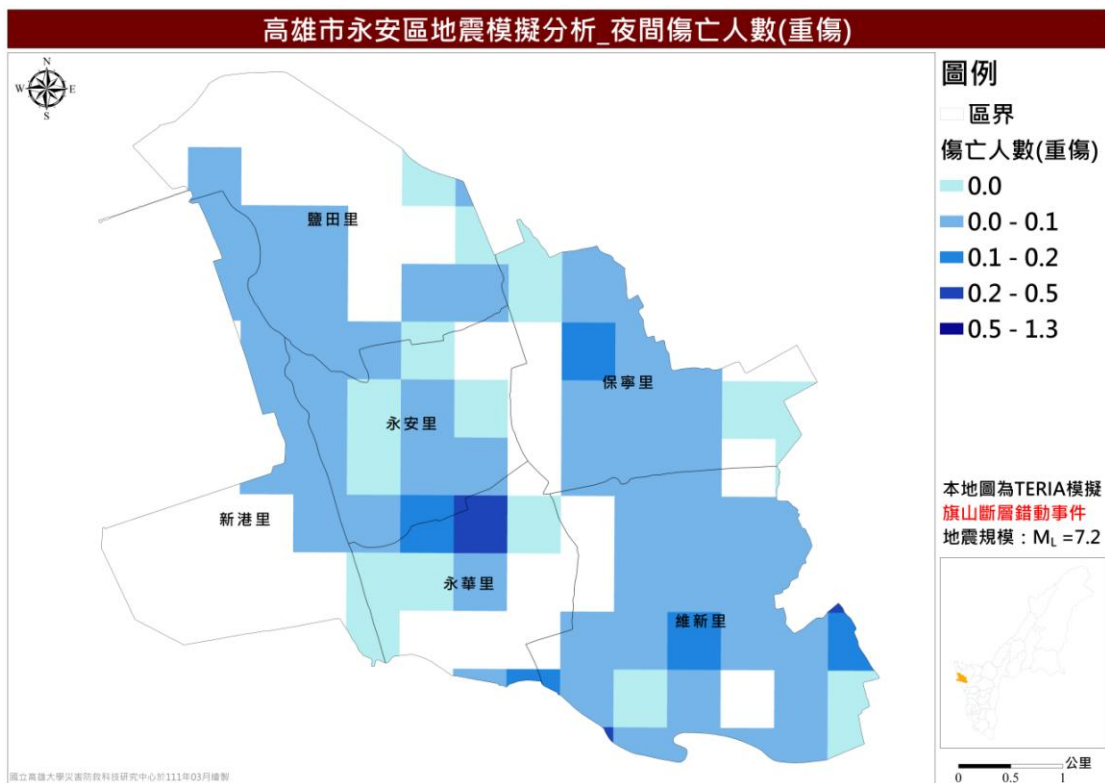 高雄市永安區地震模擬分析_夜間傷亡人數(重傷)
N
W
E
S
圖例
區界
傷亡人數(重傷)
0.0
0.0 - 0.1
0.1 - 0.2
0.2 - 0.5
0.5 - 1.3
鹽田里
保寧里
永安里
新港里
永華里
維新里
本地圖為TERIA模擬
旗山斷層錯動事件
地震規模：ML =7.2
公里
0 0.5 1
國立高雄大學災害防救科技研究中心於111年03月繪製